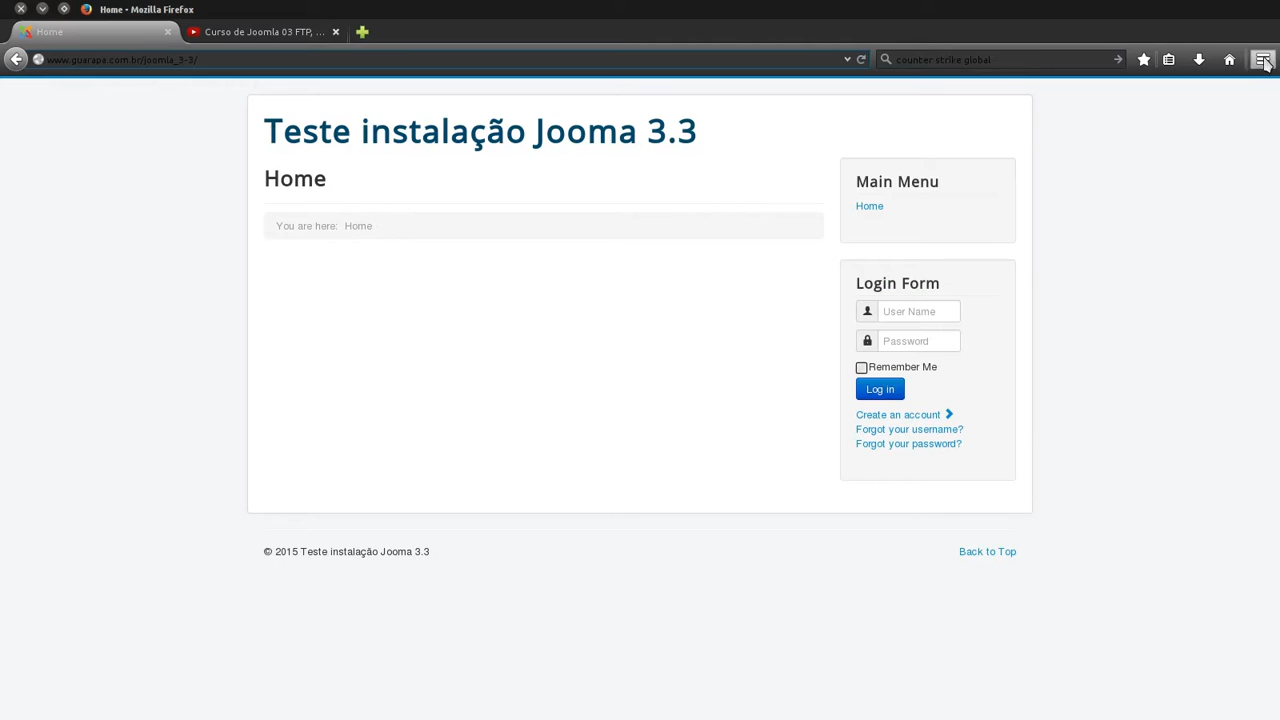 Home - Mozilla Firefox
Home
Curso de Joomla 03 FTP, ...
www.guarapa.com.br/joomla_3-3/
counter strike global
Teste instalação Jooma 3.3
Home
You are here: Home
Main Menu
Home
Login Form
User Name
Password
Remember Me
Log in
Create an account
Forgot your username?
Forgot your password?
© 2015 Teste instalação Jooma 3.3
Back to Top